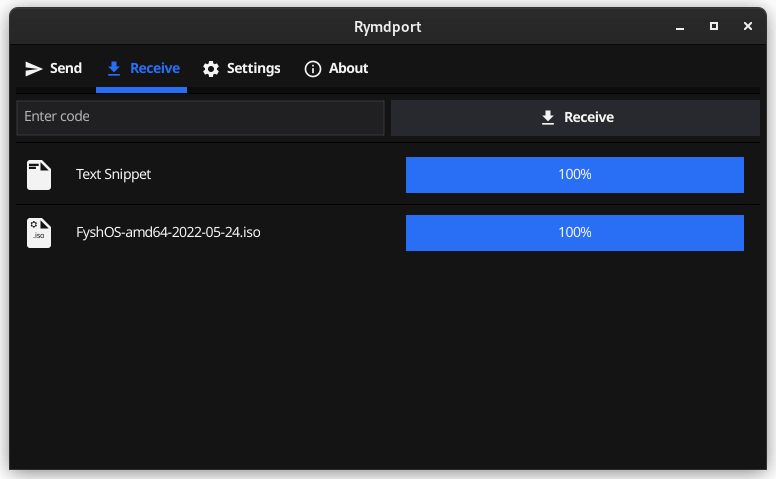 Rymdport
Send Receive Settings About
Enter code Receive
Text Snippet 100%
.iso FyshOS-amd64-2022-05-24.iso 100%